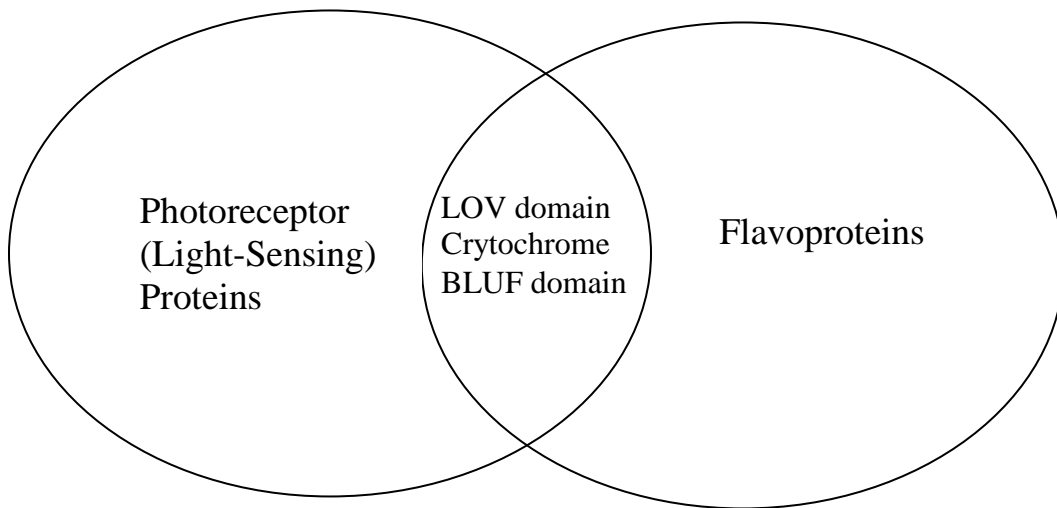 Photoreceptor
(Light-Sensing)
Proteins
LOV domain
Crytochrome
BLUF domain
Flavoproteins